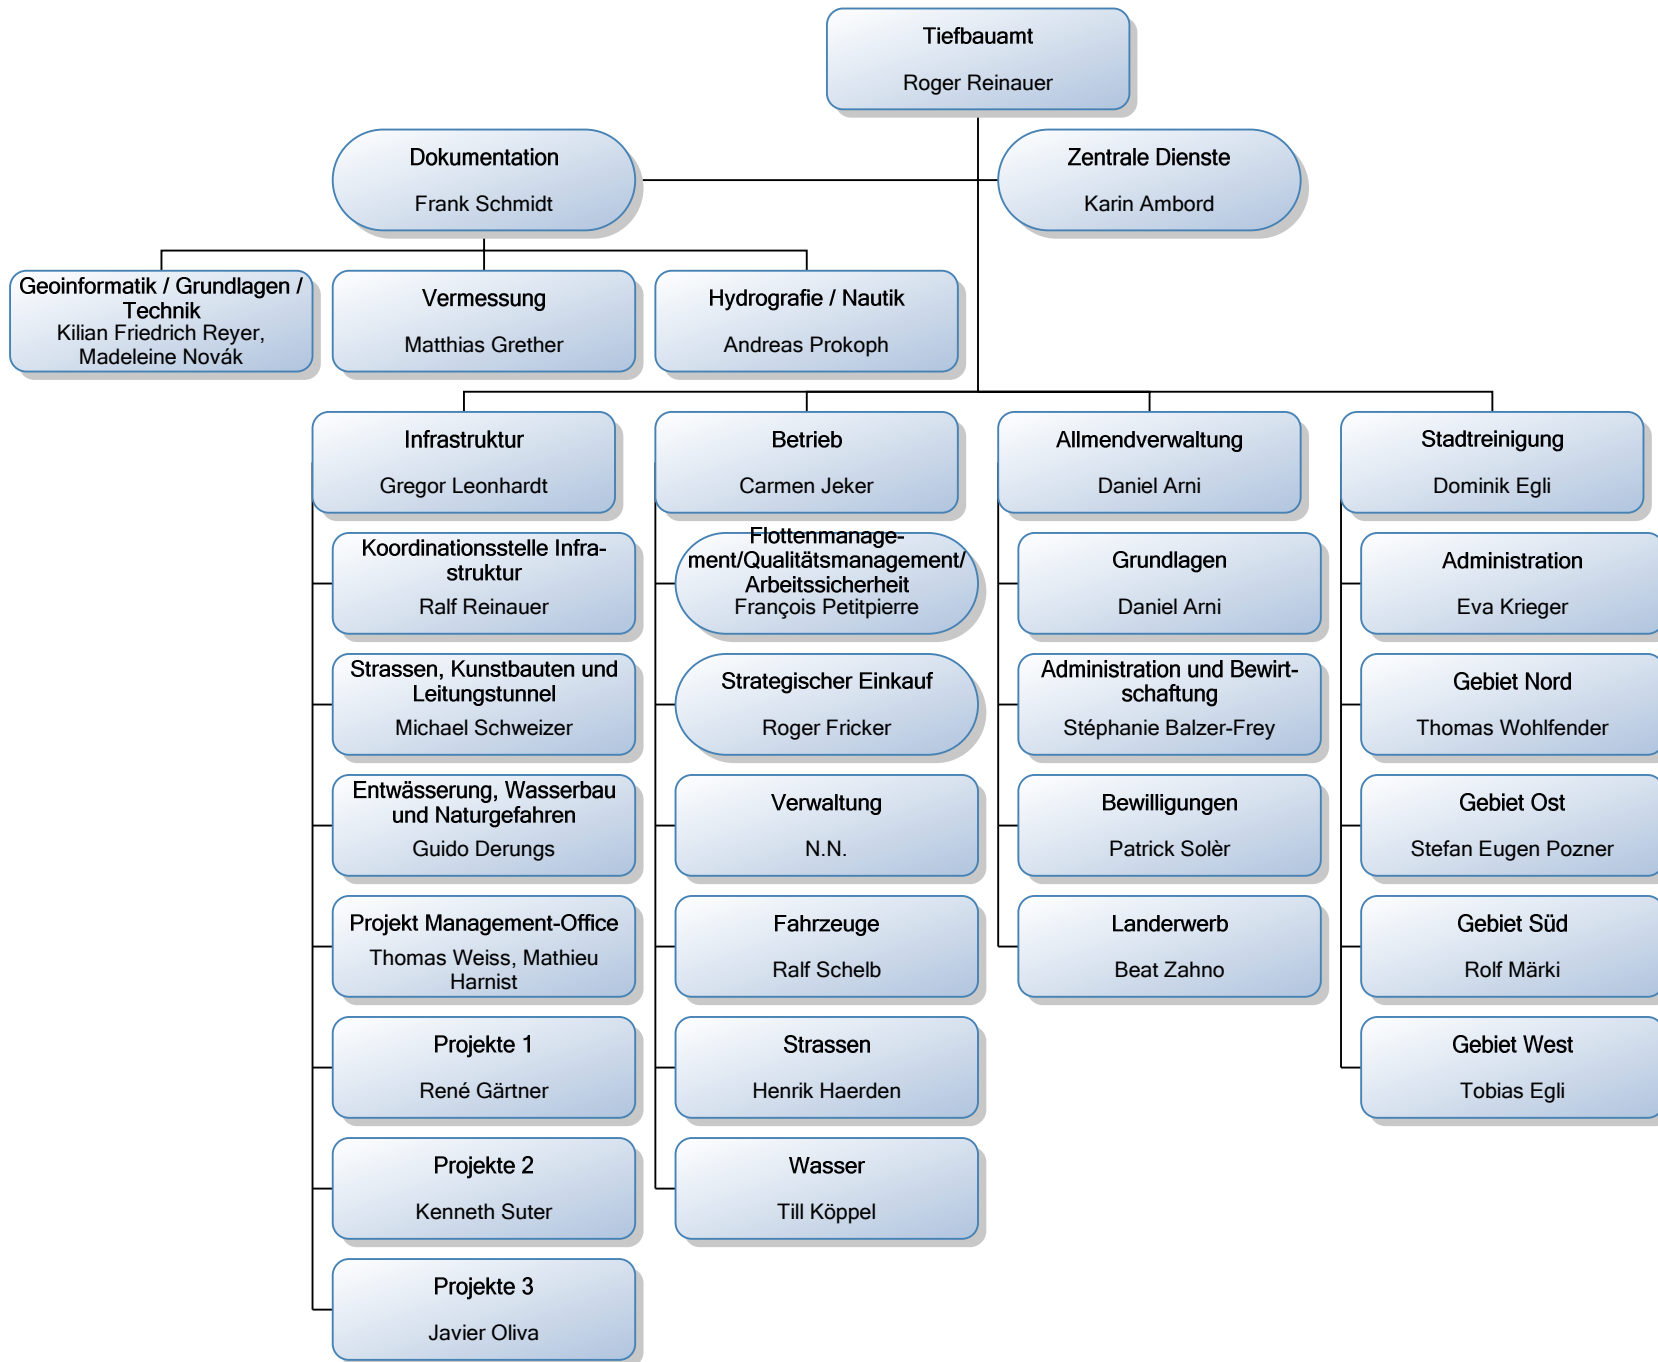 Tiefbauamt
Roger Reinauer
Dokumentation
Frank Schmidt
Zentrale Dienste
Karin Ambord
Geoinformatik / Grundlagen /
Technik
Kilian Friedrich Reyer,
Madeleine Novák
Vermessung
Matthias Grether
Hydrografie / Nautik
Andreas Prokoph
Infrastruktur
Gregor Leonhardt
Koordinationsstelle Infra-
struktur
Ralf Reinauer
Strassen, Kunstbauten und
Leitungstunnel
Michael Schweizer
Entwässerung, Wasserbau
und Naturgefahren
Guido Derungs
Projekt Management-Office
Thomas Weiss, Mathieu
Harnist
Projekte 1
René Gärtner
Projekte 2
Kenneth Suter
Projekte 3
Javier Oliva
Betrieb
Carmen Jeker
Flottenmanage-
ment/Qualitätsmanagement/
Arbeitssicherheit
François Petitpierre
Strategischer Einkauf
Roger Fricker
Verwaltung
N.N.
Fahrzeuge
Ralf Schelb
Strassen
Henrik Haerden
Wasser
Till Köppel
Allmendverwaltung
Daniel Arni
Grundlagen
Daniel Arni
Administration und Bewirt-
schaftung
Stéphanie Balzer-Frey
Bewilligungen
Patrick Solèr
Landerwerb
Beat Zahno
Stadtreinigung
Dominik Egli
Administration
Eva Krieger
Gebiet Nord
Thomas Wohlfender
Gebiet Ost
Stefan Eugen Pozner
Gebiet Süd
Rolf Märki
Gebiet West
Tobias Egli